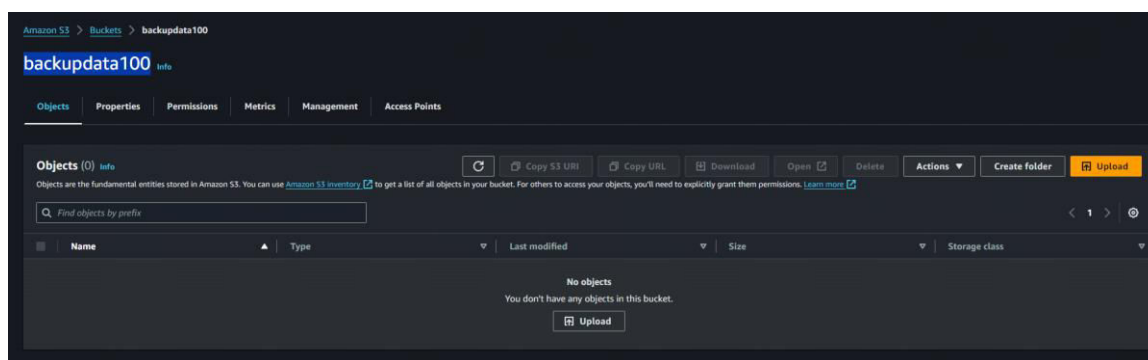 Amazon S3 > Buckets > backupdata100
backupdata100 Info
Objects Properties Permissions Metrics Management Access Points
Objects (0) Info
Copy S3 URI Copy URL Download Open Delete Actions Create folder Upload
Objects are the fundamental entities stored in Amazon S3. You can use Amazon S3 inventory to get a list of all objects in your bucket. For others to access your objects, you'll need to explicitly grant them permissions. Learn more
Find objects by prefix
< 1 >
Name Type Last modified Size Storage class
No objects
You don't have any objects in this bucket.
Upload